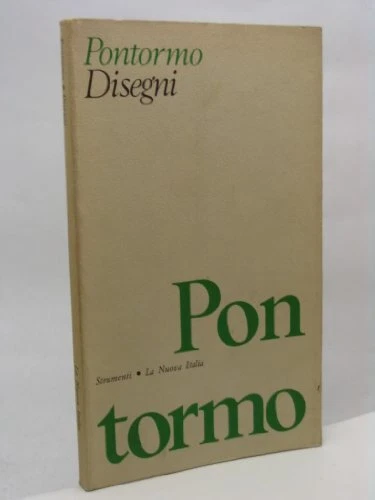 Pontormo
Disegni
Pon
Strumenti • La Nuova Italia
tormo